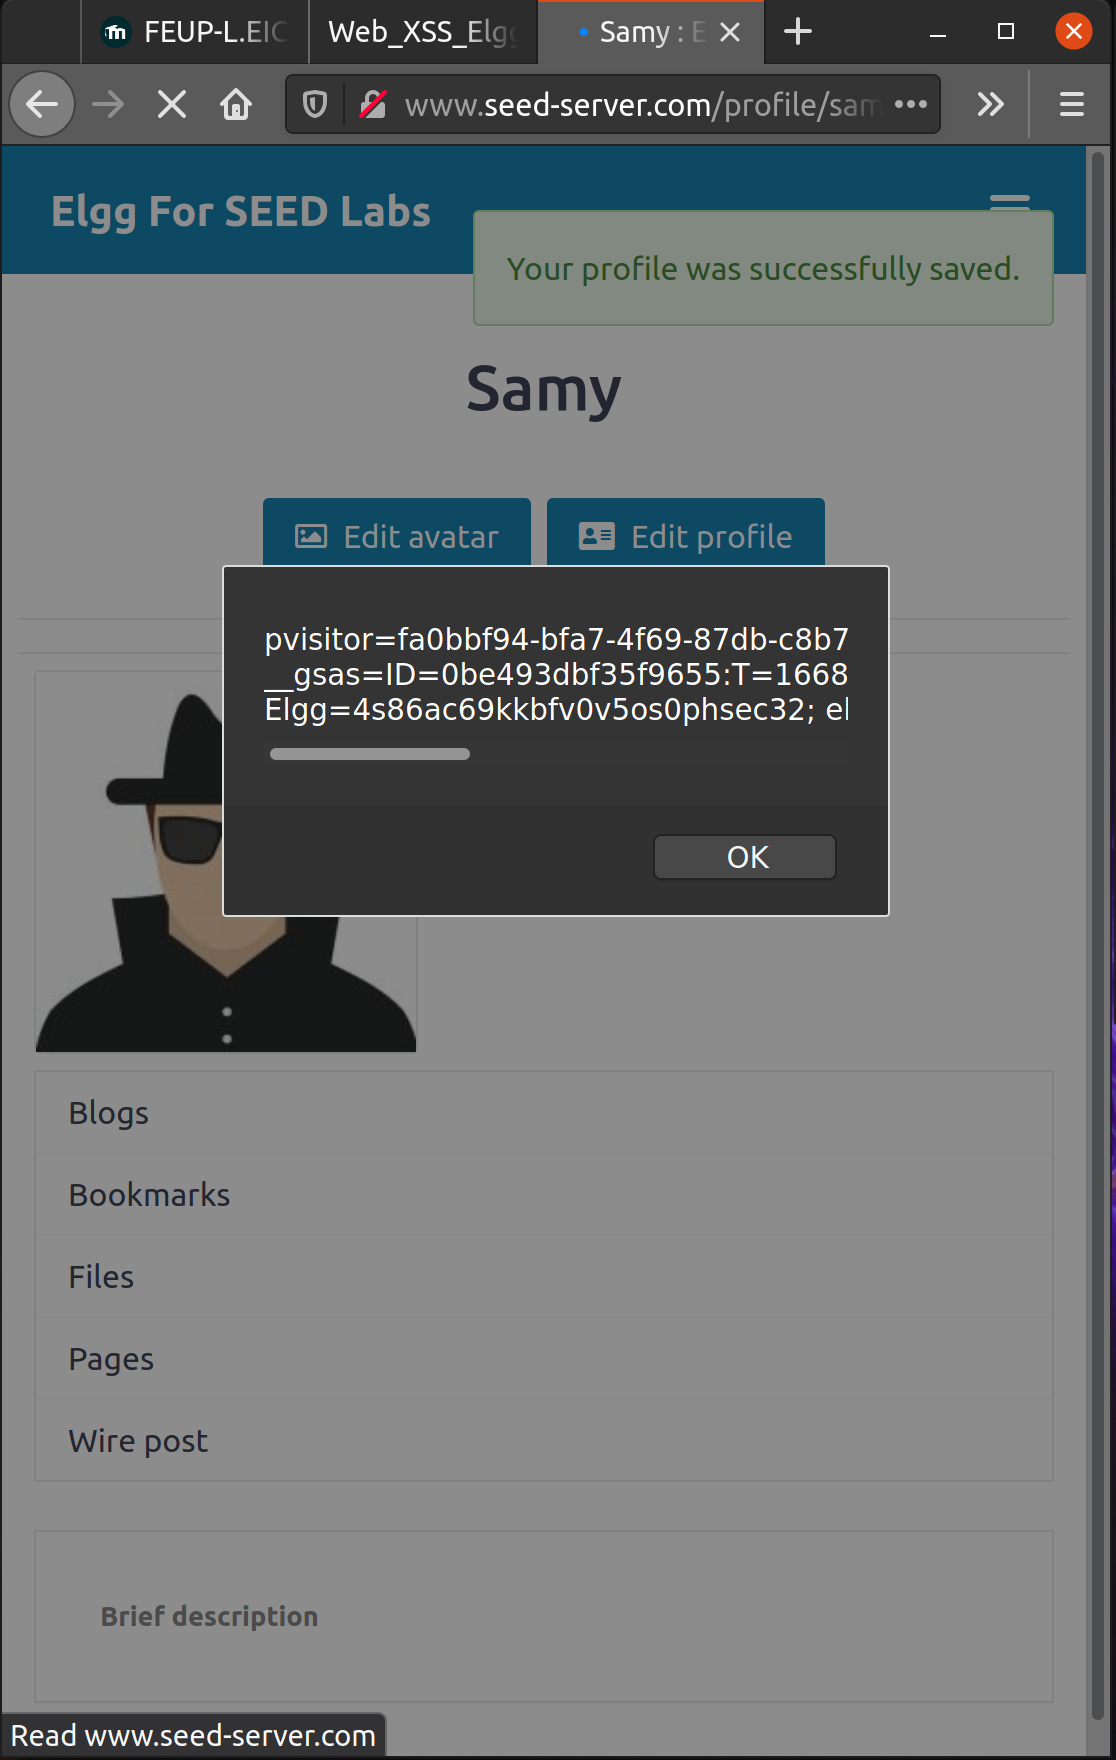 FEUP-L.EIC
Web_XSS_Elgg
Samy : E
www.seed-server.com/profile/sam
Elgg For SEED Labs
Your profile was successfully saved.
Samy
Edit avatar
Edit profile
pvisitor=fa0bbf94-bfa7-4f69-87db-c8b7
__gsas=ID=0be493dbf35f9655:T=1668
Elgg=4s86ac69kkbfv0v5os0phsec32; el
OK
Blogs
Bookmarks
Files
Pages
Wire post
Brief description
Read www.seed-server.com